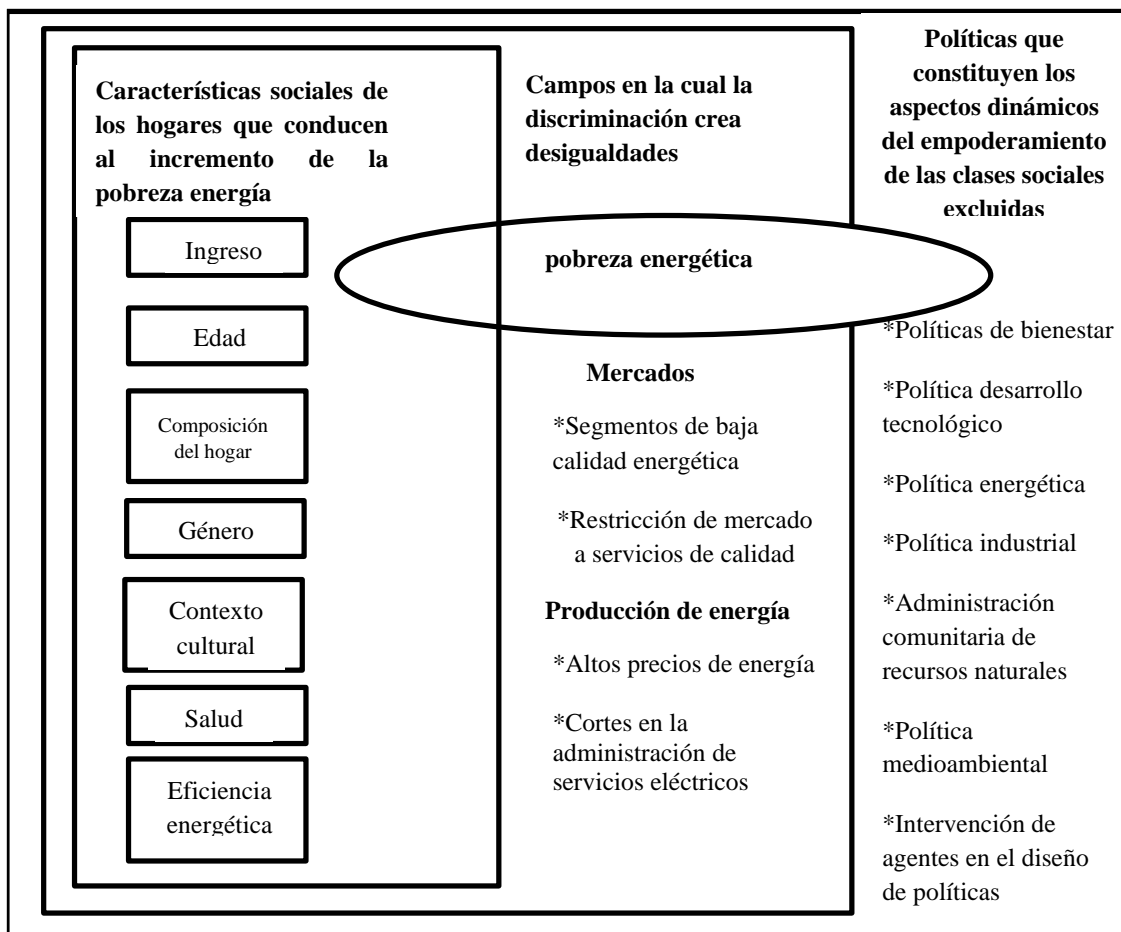 Características sociales de
los hogares que conducen
al incremento de la
pobreza energía
Ingreso
Edad
Composición
del hogar
Género
Contexto
cultural
Salud
Eficiencia
energética
Campos en la cual la
discriminación crea
desigualdades
pobreza energética
Mercados
*Segmentos de baja
calidad energética
*Restricción de mercado
a servicios de calidad
Producción de energía
*Altos precios de energía
*Cortes en la
administración de
servicios eléctricos
Políticas que
constituyen los
aspectos dinámicos
del empoderamiento
de las clases sociales
excluidas
*Políticas de bienestar
*Política desarrollo
tecnológico
*Política energética
*Política industrial
*Administración
comunitaria de
recursos naturales
*Política
medioambiental
*Intervención de
agentes en el diseño
de políticas